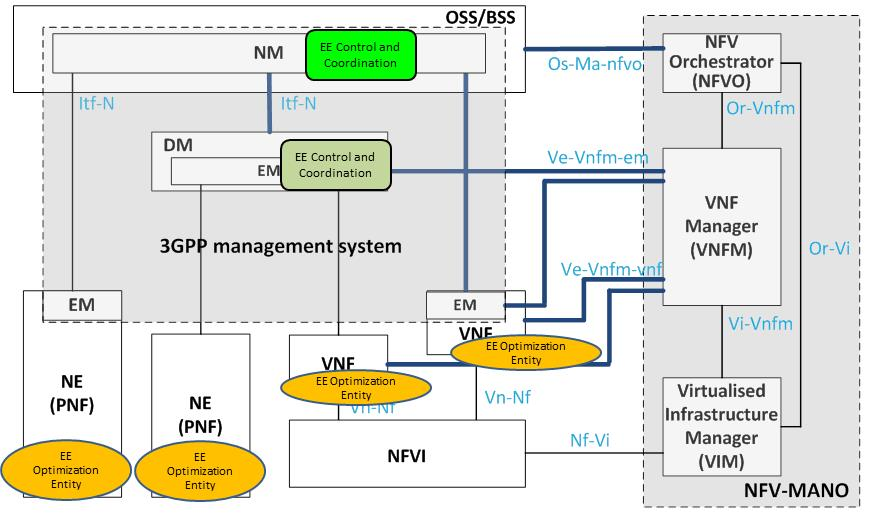 OSS/BSS
NM
EE Control and
Coordination
Itf-N
Itf-N
DM
EM
EE Control and
Coordination
3GPP management system
EM
NE
(PNF)
EE
Optimization
Entity
NE
(PNF)
EE
Optimization
Entity
VNF
EE Optimization
Entity
Vn-Nf
EM
VNF
EE Optimization
Entity
Vn-Nf
NFVI
Os-Ma-nfvo
Ve-Vnfm-em
Ve-Vnfm-vnf
Nf-Vi
NFV
Orchestrator
(NFVO)
Or-Vnfm
VNF
Manager
(VNFM)
Or-Vi
Vi-Vnfm
Virtualised
Infrastructure
Manager
(VIM)
NFV-MANO